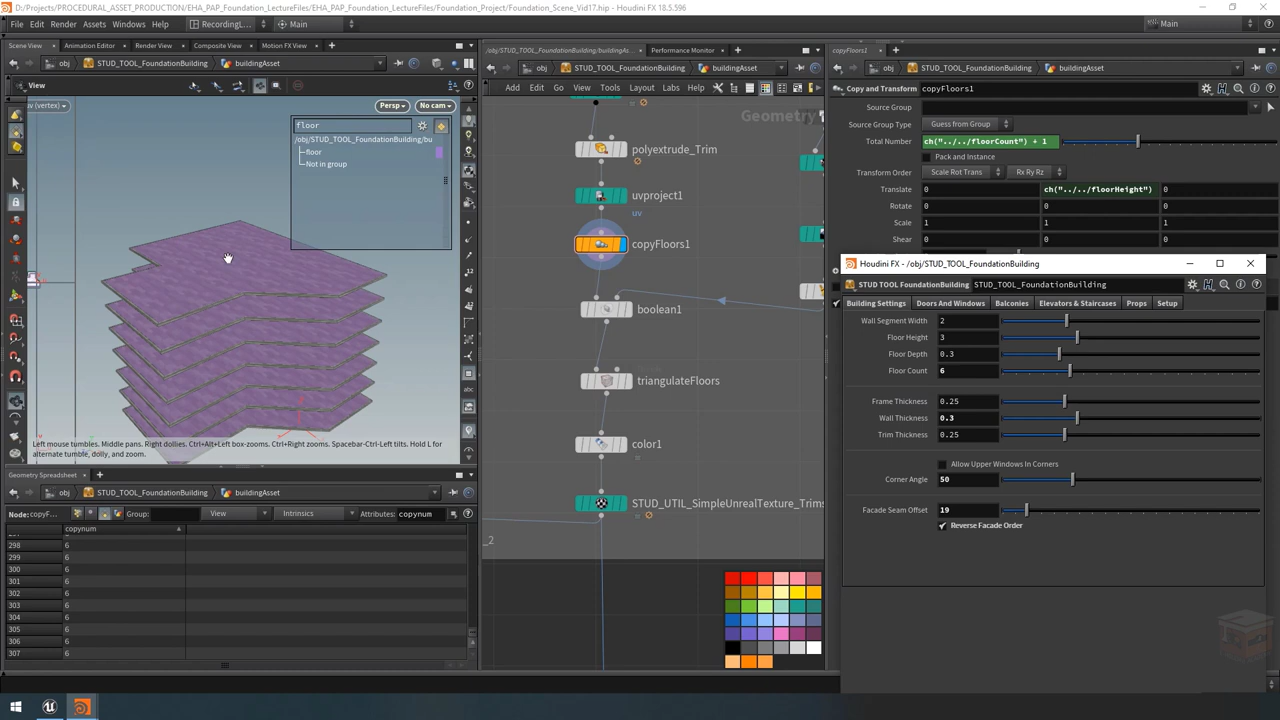 D:/Projects/PROCEDURAL_ASSET_PRODUCTION/EHA_PAP_Foundation_LectureFiles/EHA_PAP_Foundation_LectureFiles/Foundation_Project/Foundation_Scene_Vid17.hip - Houdini FX 18.5.596
File Edit Render Assets Windows Help RecordingL... Main Main
Scene View Animation Editor Render View Composite View Motion FX View
obj STUD_TOOL_FoundationBuilding buildingAsset
View
uv (vertex) Persp No cam
floor
/obj/STUD_TOOL_FoundationBuilding/bu
floor
Not in group
abc
Left mouse tumbles. Middle pans. Right dollies. Ctrl+Alt+Left box-zooms. Ctrl+Right zooms. Spacebar-Ctrl-Left tilts. Hold L for
alternate tumble, dolly, and zoom.
Geometry Spreadsheet
obj STUD_TOOL_FoundationBuilding buildingAsset
Node: copyF... Group: View Intrinsics Attributes: copynum
copynum
298 6
299 6
300 6
301 6
302 6
303 6
304 6
305 6
306 6
307 6
/obj/STUD_TOOL_FoundationBuilding/buildingAs... Performance Monitor
obj STUD_TOOL_FoundationBuilding buildingAsset
Add Edit Go View Tools Layout Labs Help
Geometry
polyextrude_Trim
uvproject1
uv
copyFloors1
boolean1
triangulateFloors
color1
STUD_UTIL_SimpleUnrealTexture_Trims
_2
copyFloors1
obj STUD_TOOL_FoundationBuilding buildingAsset
Copy and Transform copyFloors1
Source Group
Source Group Type Guess from Group
Total Number ch("../../floorCount") + 1
Pack and Instance
Transform Order Scale Rot Trans Rx Ry Rz
Translate 0 ch("../../floorHeight") 0
Rotate 0 0 0
Scale 1 1 1
Shear 0 0 0
Houdini FX - /obj/STUD_TOOL_FoundationBuilding
STUD TOOL FoundationBuilding STUD_TOOL_FoundationBuilding
Building Settings Doors And Windows Balconies Elevators & Staircases Props Setup
Wall Segment Width 2
Floor Height 3
Floor Depth 0.3
Floor Count 6
Frame Thickness 0.25
Wall Thickness 0.3
Trim Thickness 0.25
Allow Upper Windows In Corners
Corner Angle 50
Facade Seam Offset 19
Reverse Facade Order